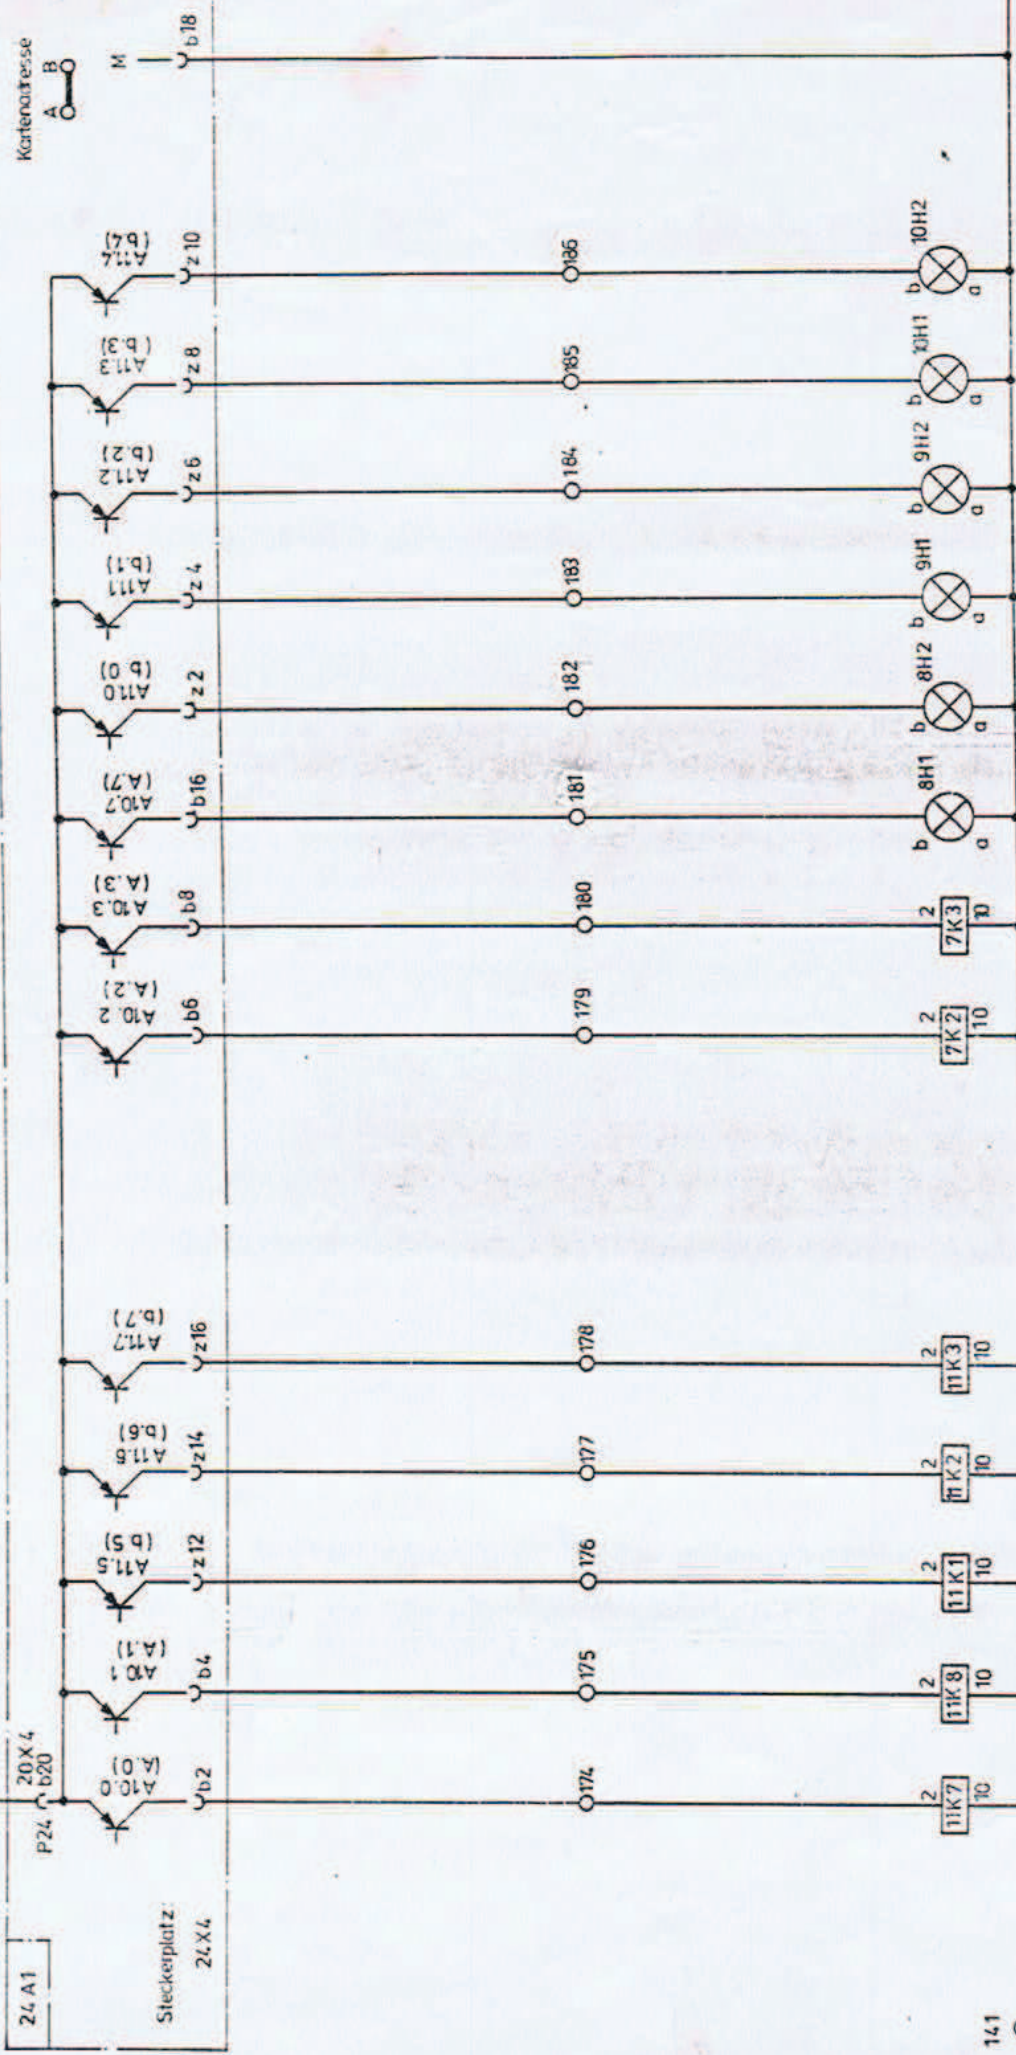 24 A1
P24
20X4
b20
Steckerplatz:
24X4
Kartenadresse
A B
M
b18
A10.0
(A.0)
b2
174
2
11K7
10
A10.1
(A.1)
b4
175
2
11K8
10
A11.5
(b.5)
z12
176
2
11K1
10
A11.6
(b.6)
z14
177
2
11K2
10
A11.7
(b.7)
z16
178
2
11K3
10
A10.2
(A.2)
b6
179
2
7K2
10
A10.3
(A.3)
b8
180
2
7K3
10
A10.7
(A.7)
b16
181
8H1
b
a
A11.0
(b.0)
z2
182
8H2
b
a
A11.1
(b.1)
z4
183
9H1
b
a
A11.2
(b.2)
z6
184
9H2
b
a
A11.3
(b.3)
z8
185
10H1
b
a
A11.4
(b.4)
z10
186
10H2
b
a
141